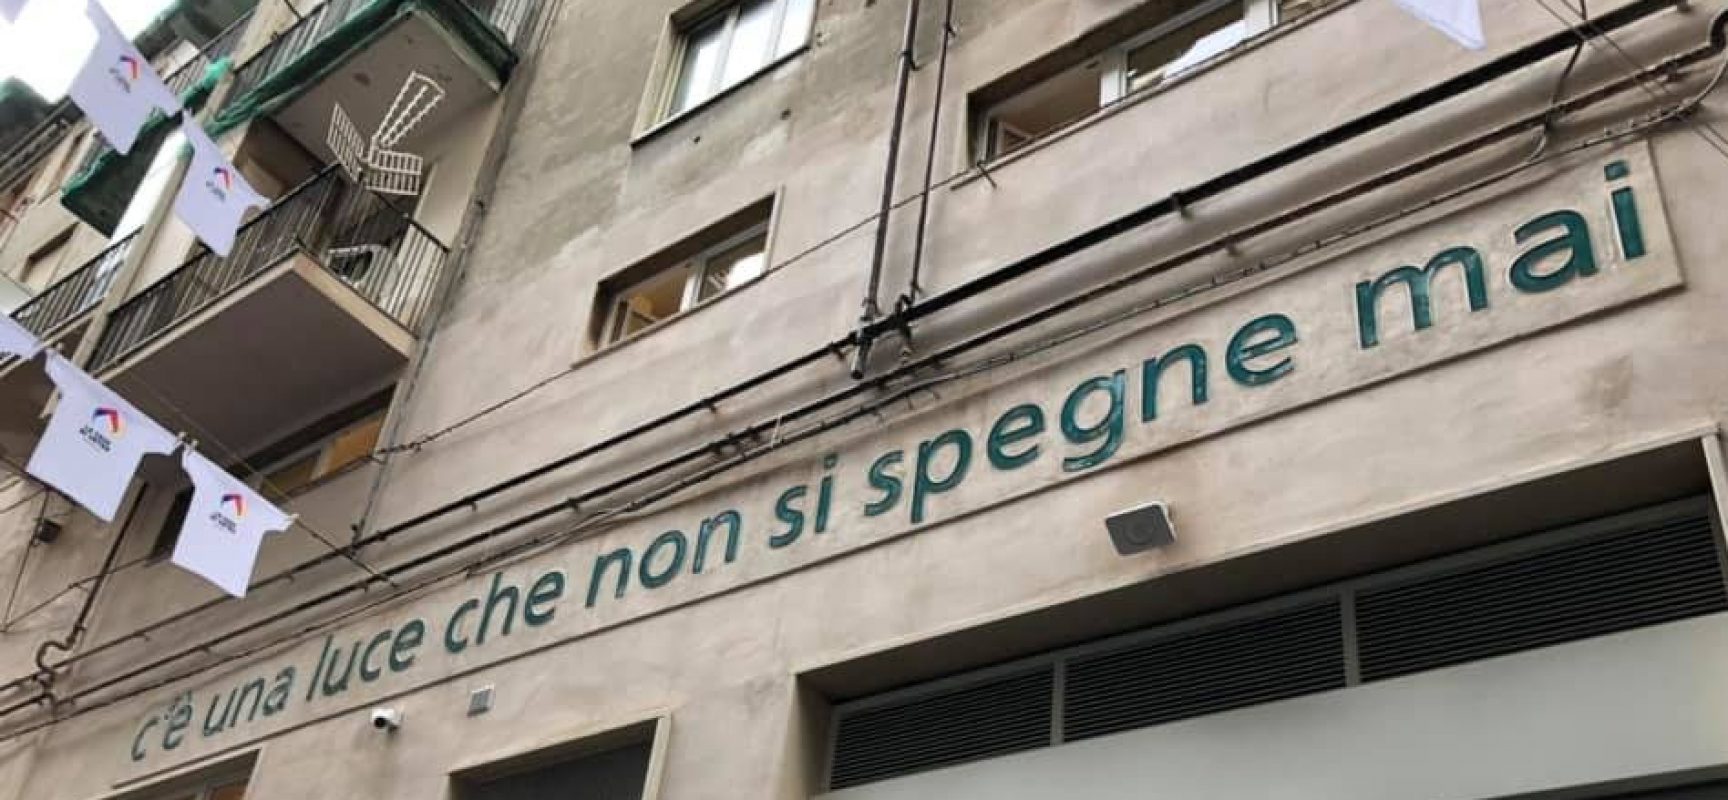 c'è una luce che non si spegne mai